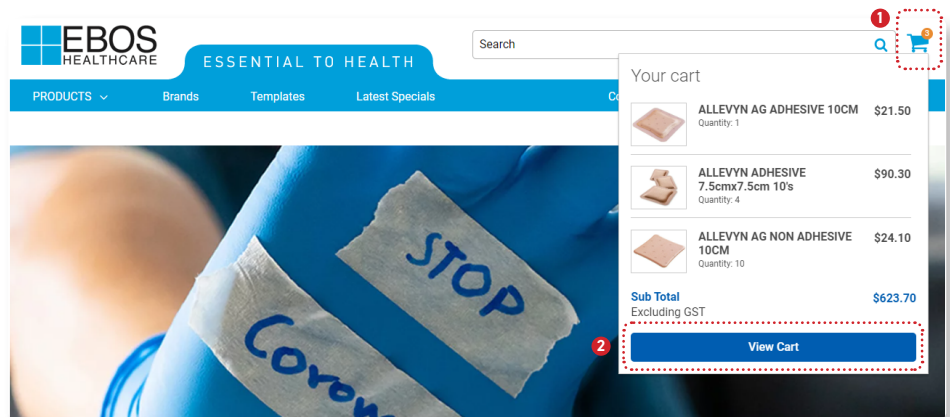 1
EBOS
HEALTHCARE
ESSENTIAL TO HEALTH
Search
3
PRODUCTS
Brands
Templates
Latest Specials
Your cart
ALLEVYN AG ADHESIVE 10CM
$21.50
Quantity: 1
ALLEVYN ADHESIVE
$90.30
7.5cmx7.5cm 10's
Quantity: 4
ALLEVYN AG NON ADHESIVE
$24.10
10CM
Quantity: 10
Sub Total
$623.70
Excluding GST
2
View Cart
STOP